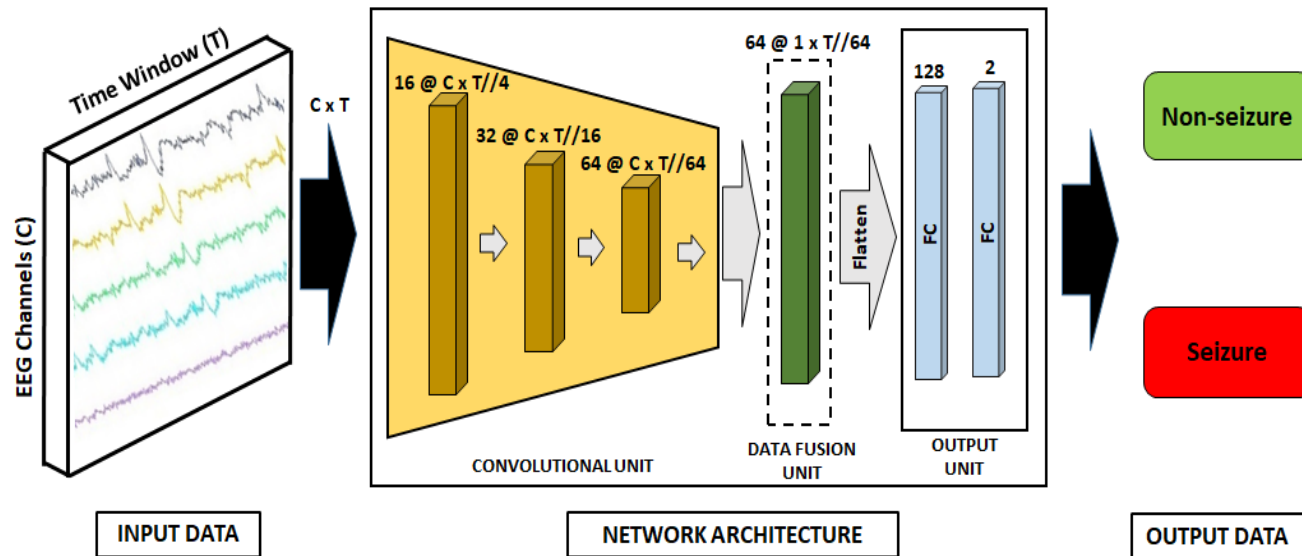 Time Window (T)
EEG Channels (C)
C x T
16 @ C x T//4
32 @ C x T//16
64 @ C x T//64
CONVOLUTIONAL UNIT
64 @ 1 x T//64
DATA FUSION
UNIT
Flatten
128
2
FC
FC
OUTPUT
UNIT
Non-seizure
Seizure
INPUT DATA
NETWORK ARCHITECTURE
OUTPUT DATA